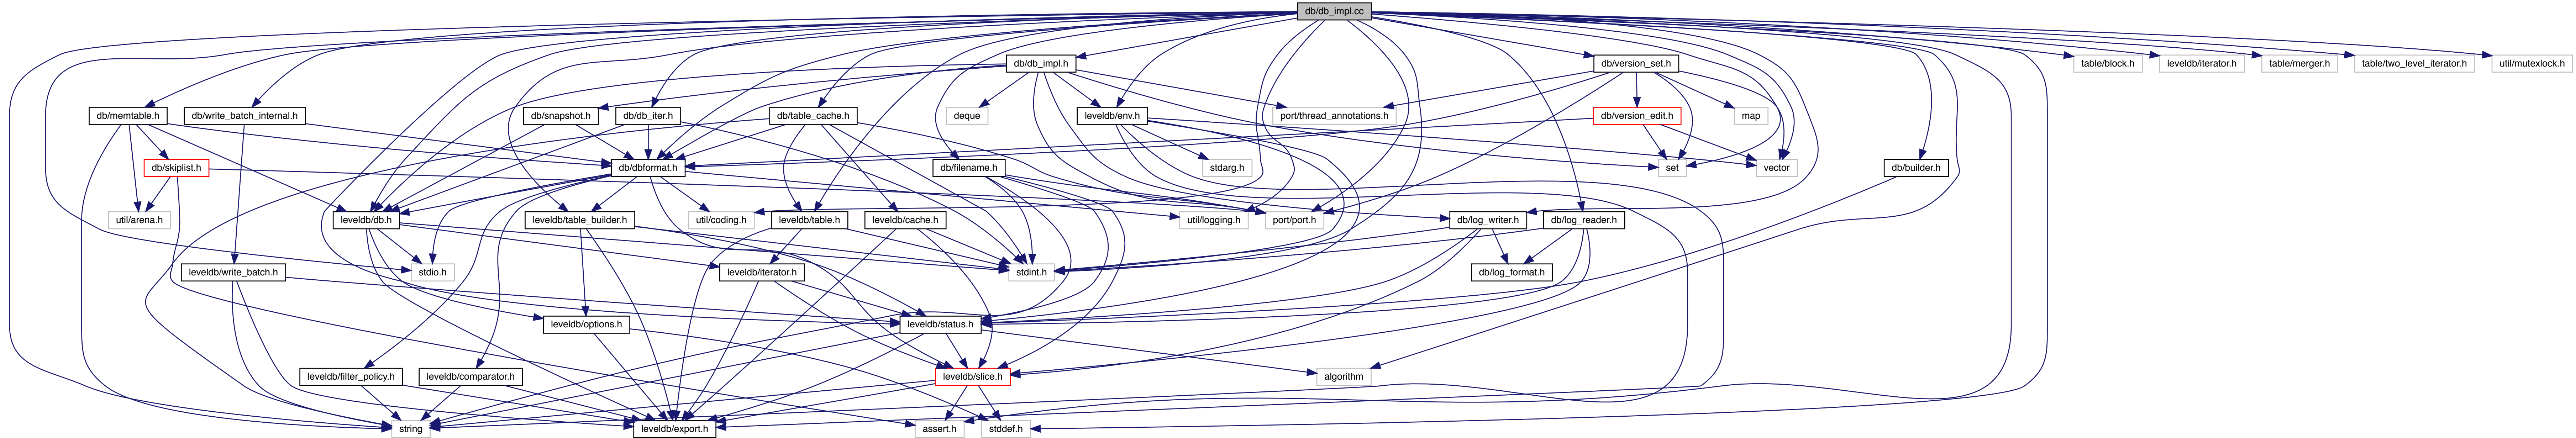 db/db_impl.cc
db/db_impl.h
db/version_set.h
table/block.h
leveldb/iterator.h
table/merger.h
table/two_level_iterator.h
util/mutexlock.h
db/memtable.h
db/write_batch_internal.h
db/snapshot.h
db/db_iter.h
db/table_cache.h
deque
leveldb/env.h
port/thread_annotations.h
db/version_edit.h
map
db/skiplist.h
db/dbformat.h
db/filename.h
stdarg.h
set
vector
db/builder.h
util/arena.h
leveldb/db.h
leveldb/table_builder.h
util/coding.h
leveldb/table.h
leveldb/cache.h
util/logging.h
port/port.h
db/log_writer.h
db/log_reader.h
leveldb/write_batch.h
stdio.h
leveldb/iterator.h
stdint.h
db/log_format.h
leveldb/options.h
leveldb/status.h
leveldb/filter_policy.h
leveldb/comparator.h
leveldb/slice.h
algorithm
string
leveldb/export.h
assert.h
stddef.h